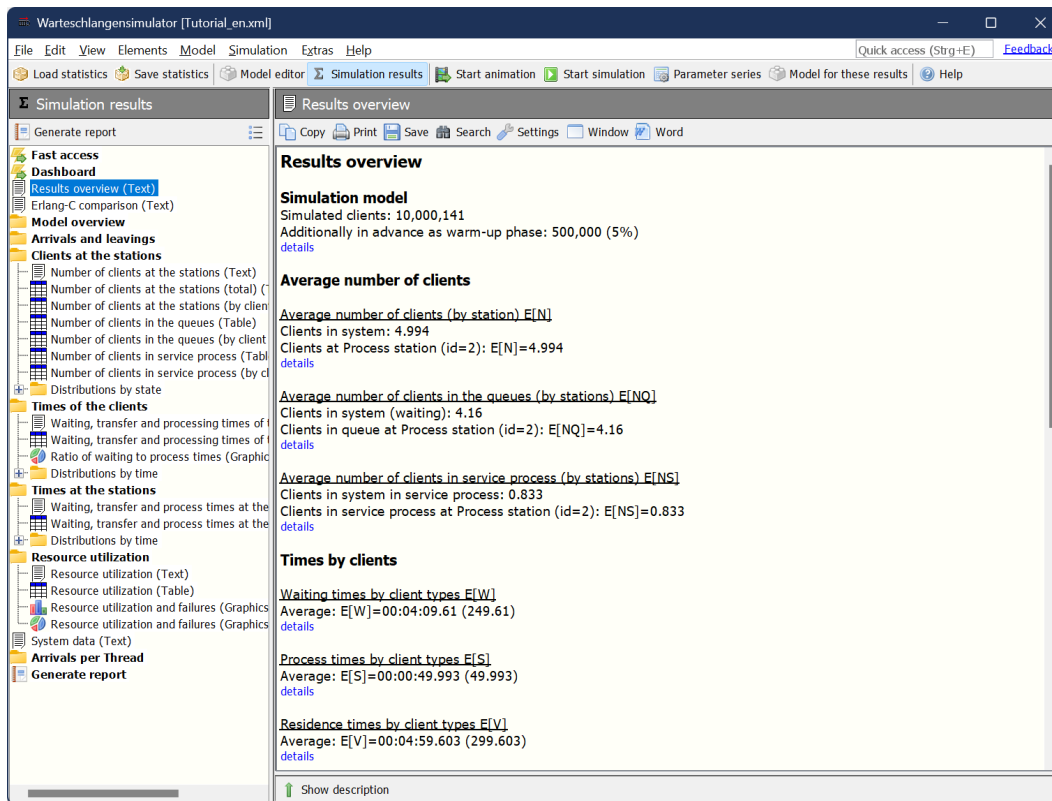 Warteschlangensimulator [Tutorial_en.xml]
File Edit View Elements Model Simulation Extras Help
Quick access (Strg+E) Feedback
Load statistics Save statistics Model editor Σ Simulation results Start animation Start simulation Parameter series Model for these results Help
Σ Simulation results
Generate report
Fast access
Dashboard
Results overview (Text)
Erlang-C comparison (Text)
Model overview
Arrivals and leavings
Clients at the stations
Number of clients at the stations (Text)
Number of clients at the stations (total) (
Number of clients at the stations (by clien
Number of clients in the queues (Table)
Number of clients in the queues (by client
Number of clients in service process (Tabl
Number of clients in service process (by cl
Distributions by state
Times of the clients
Waiting, transfer and processing times of
Waiting, transfer and processing times of
Ratio of waiting to process times (Graphic
Distributions by time
Times at the stations
Waiting, transfer and process times at the
Waiting, transfer and process times at the
Distributions by time
Resource utilization
Resource utilization (Text)
Resource utilization (Table)
Resource utilization and failures (Graphics
Resource utilization and failures (Graphics
System data (Text)
Arrivals per Thread
Generate report
Results overview
Copy Print Save Search Settings Window Word
Results overview
Simulation model
Simulated clients: 10,000,141
Additionally in advance as warm-up phase: 500,000 (5%)
details
Average number of clients
Average number of clients (by station) E[N]
Clients in system: 4.994
Clients at Process station (id=2): E[N]=4.994
details
Average number of clients in the queues (by stations) E[NQ]
Clients in system (waiting): 4.16
Clients in queue at Process station (id=2): E[NQ]=4.16
details
Average number of clients in service process (by stations) E[NS]
Clients in system in service process: 0.833
Clients in service process at Process station (id=2): E[NS]=0.833
details
Times by clients
Waiting times by client types E[W]
Average: E[W]=00:04:09.61 (249.61)
details
Process times by client types E[S]
Average: E[S]=00:00:49.993 (49.993)
details
Residence times by client types E[V]
Average: E[V]=00:04:59.603 (299.603)
details
Show description